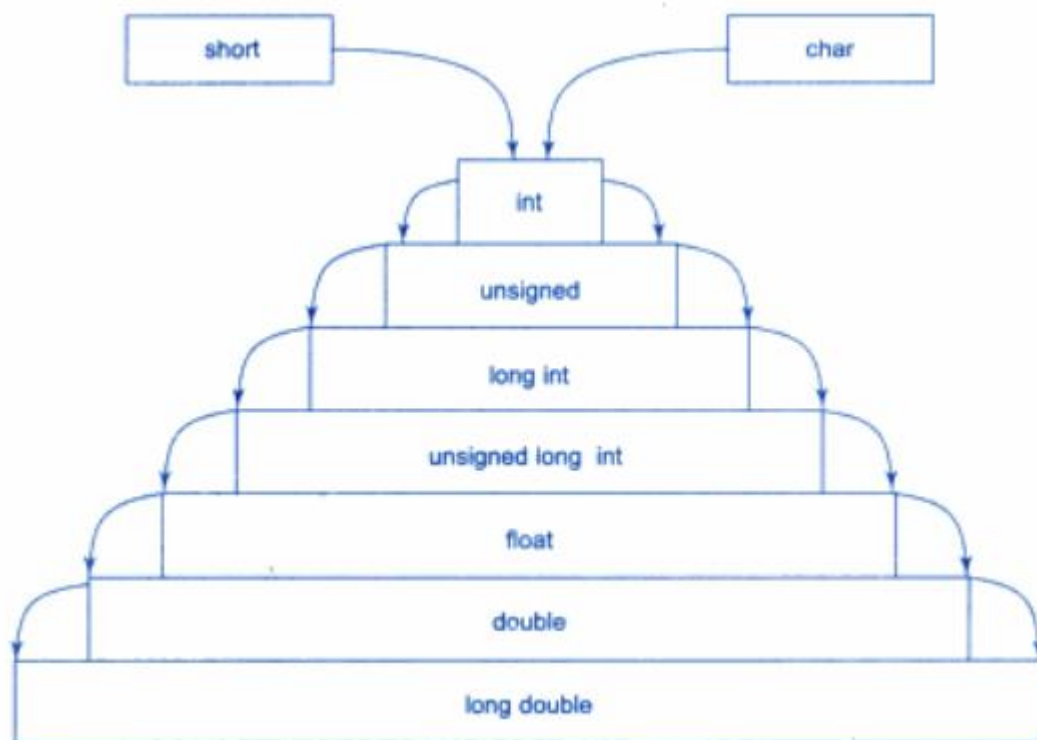 short
char
int
unsigned
long int
unsigned long int
float
double
long double